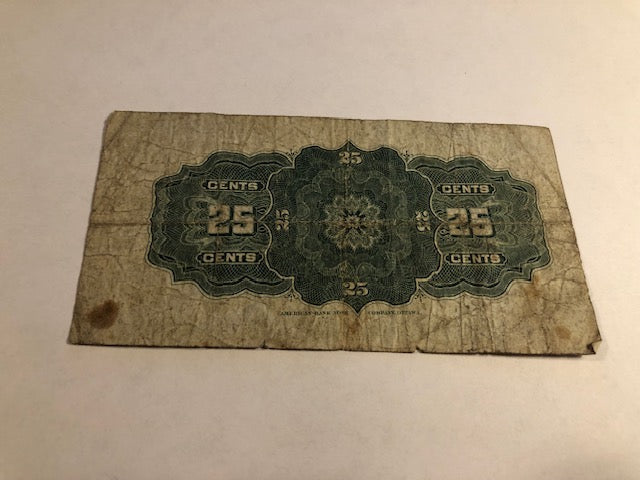 25
CENTS CENTS
25 25 25 25
CENTS CENTS
25
AMERICAN BANK NOTE COMPANY, OTTAWA.